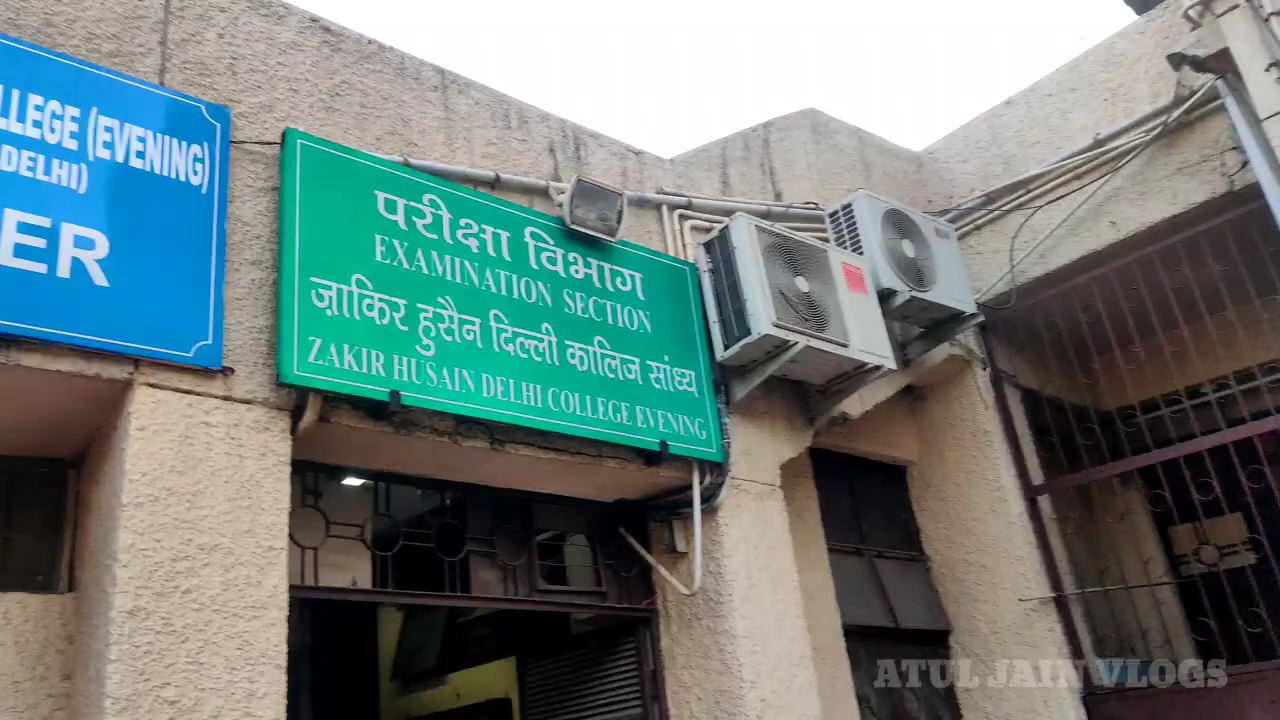 LLEGE (EVENING)
DELHI)
ER
परीक्षा विभाग
EXAMINATION SECTION
ज़ाकिर हुसैन दिल्ली कालिज सांध्य
ZAKIR HUSAIN DELHI COLLEGE EVENING
ATUL JAIN VLOGS